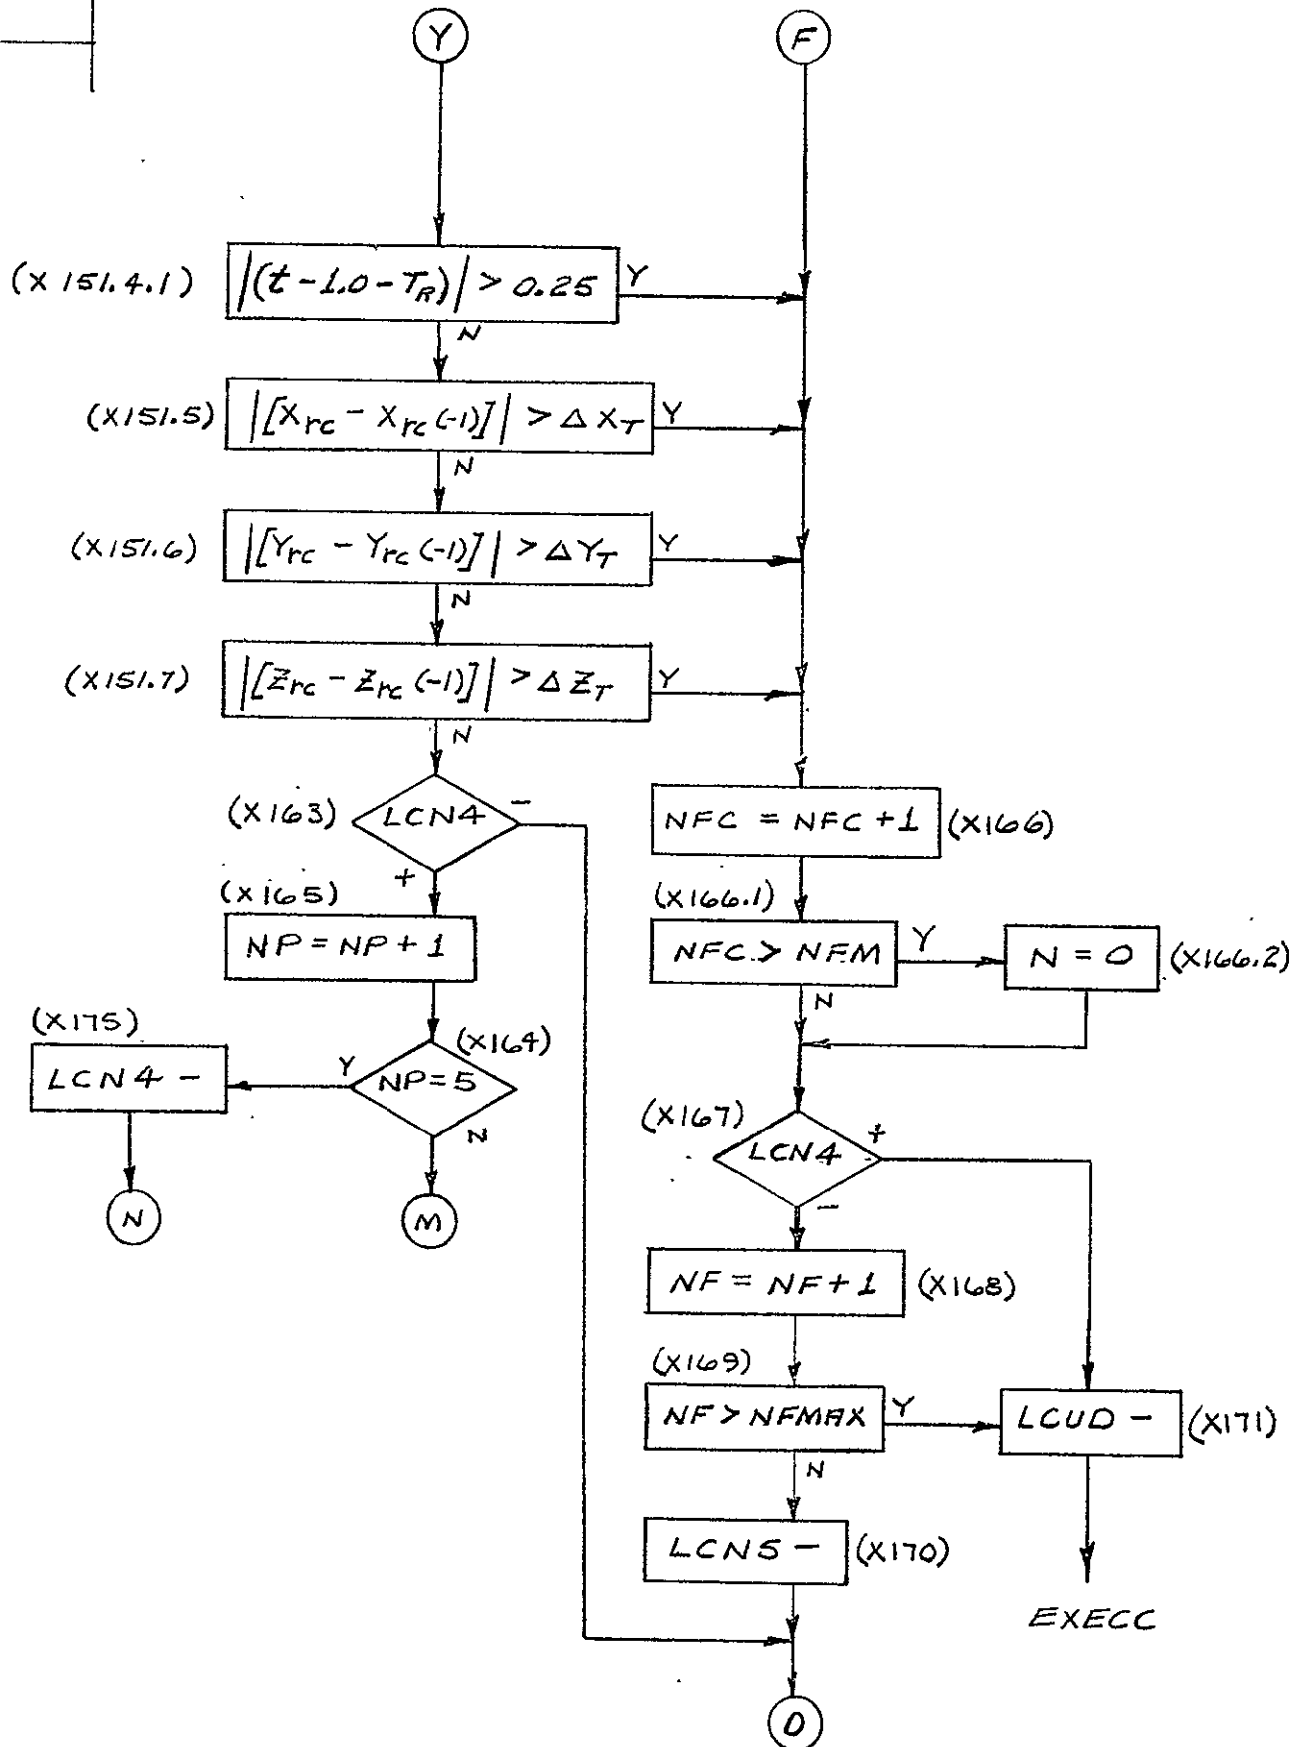 Y
F
(X151.4.1)
|(t-1.0-T_R)| > 0.25
Y
N
(X151.5)
|[X_rc - X_rc(-1)]| > Δ X_T
Y
N
(X151.6)
|[Y_rc - Y_rc(-1)]| > Δ Y_T
Y
N
(X151.7)
|[Z_rc - Z_rc(-1)]| > Δ Z_T
Y
N
(X163)
LCN4
-
+
NFC = NFC + 1
(X166)
(X165)
NP = NP + 1
(X166.1)
NFC > NFM
Y
N
N = 0
(X166.2)
(X175)
LCN4 -
(X164)
Y
NP = 5
N
N
M
(X167)
LCN4
+
-
NF = NF + 1
(X168)
(X169)
NF > NFMAX
Y
N
LCUD -
(X171)
LCN5 -
(X170)
EXECC
O